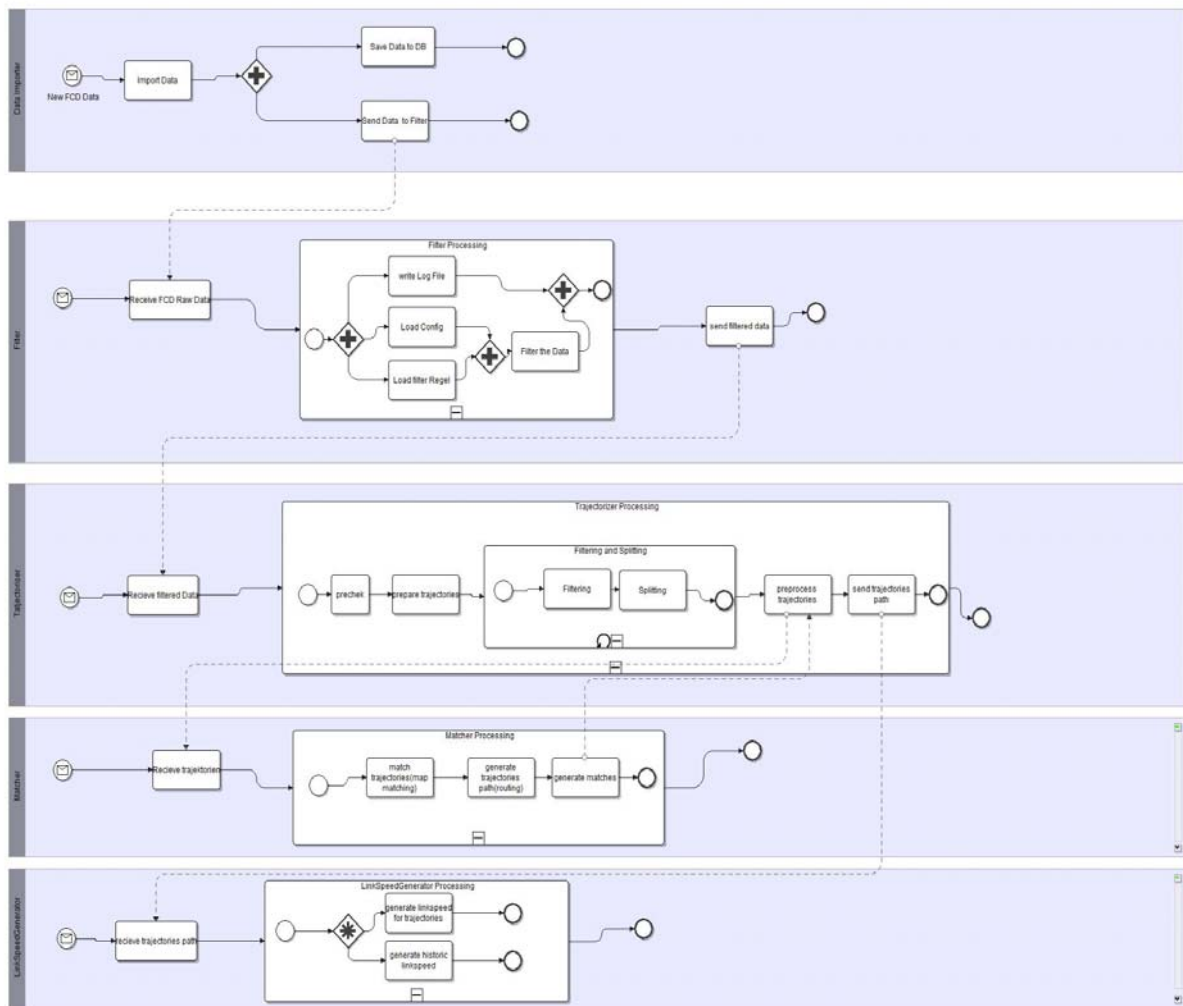 Data Importer
New FCD Data
Import Data
Save Data to DB
Send Data to Filter
Filter
Receive FCD Raw Data
Filter Processing
write Log File
Load Config
Load filter Regel
Filter the Data
send filtered data
Tatjectoriser
Recieve filtered Data
Trajectorizer Processing
prechek
prepare trajectories
Filtering and Splitting
Filtering
Splitting
preprocess
trajectories
send trajectories
path
Matcher
Recieve trajektorien
Matcher Processing
match
trajectories(map
matching)
generate
trajectories
path(routing)
generate matches
LinkSpeedGenerator
recieve trajectories path
LinkSpeedGenerator Processing
generate linkspeed
for trajectories
generate historic
linkspeed